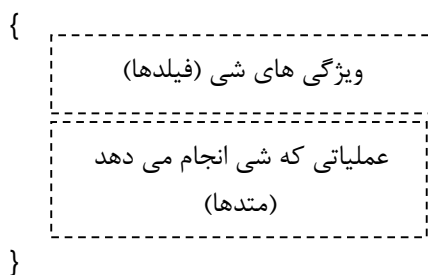 {
ویژگی های شی (فیلدها)
عملیاتی که شی انجام می دهد
(متدها)
}